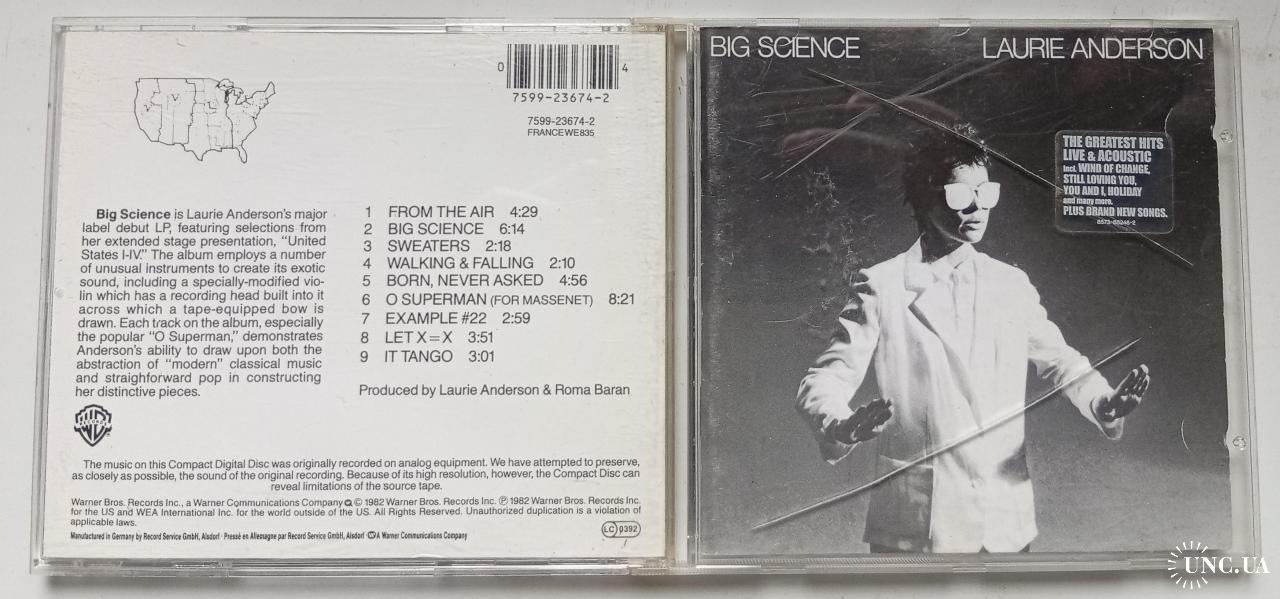 0 4
7599-23674-2
7599-23674-2
FRANCE WE 835
Big Science is Laurie Anderson's major
label debut LP, featuring selections from
her extended stage presentation, "United
States I-IV." The album employs a number
of unusual instruments to create its exotic
sound, including a specially-modified vio-
lin which has a recording head built into it
across which a tape-equipped bow is
drawn. Each track on the album, especially
the popular "O Superman," demonstrates
Anderson's ability to draw upon both the
abstraction of "modern" classical music
and straighforward pop in constructing
her distinctive pieces.
1 FROM THE AIR 4:29
2 BIG SCIENCE 6:14
3 SWEATERS 2:18
4 WALKING & FALLING 2:10
5 BORN, NEVER ASKED 4:56
6 O SUPERMAN (FOR MASSENET) 8:21
7 EXAMPLE #22 2:59
8 LET X=X 3:51
9 IT TANGO 3:01
Produced by Laurie Anderson & Roma Baran
The music on this Compact Digital Disc was originally recorded on analog equipment. We have attempted to preserve,
as closely as possible, the sound of the original recording. Because of its high resolution, however, the Compact Disc can
reveal limitations of the source tape.
Warner Bros. Records Inc., a Warner Communications Company © 1982 Warner Bros. Records Inc. ℗ 1982 Warner Bros. Records Inc.
for the US and WEA International Inc. for the world outside of the US. All Rights Reserved. Unauthorized duplication is a violation of
applicable laws.
LC 0392
Manufactured in Germany by Record Service GmbH, Alsdorf · Pressé en Allemagne par Record Service GmbH, Alsdorf · A Warner Communications Company
BIG SCIENCE LAURIE ANDERSON
THE GREATEST HITS
LIVE & ACOUSTIC
incl. WIND OF CHANGE,
STILL LOVING YOU,
YOU AND I, HOLIDAY
and many more,
PLUS BRAND NEW SONGS.
8573-88246-2
UNC.UA